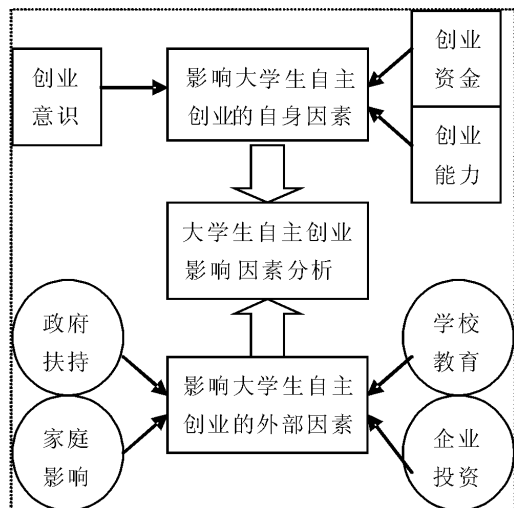 创业
意识
影响大学生自主
创业的自身因素
创业
资金
创业
能力
大学生自主创业
影响因素分析
政府
扶持
学校
教育
影响大学生自主
创业的外部因素
家庭
影响
企业
投资